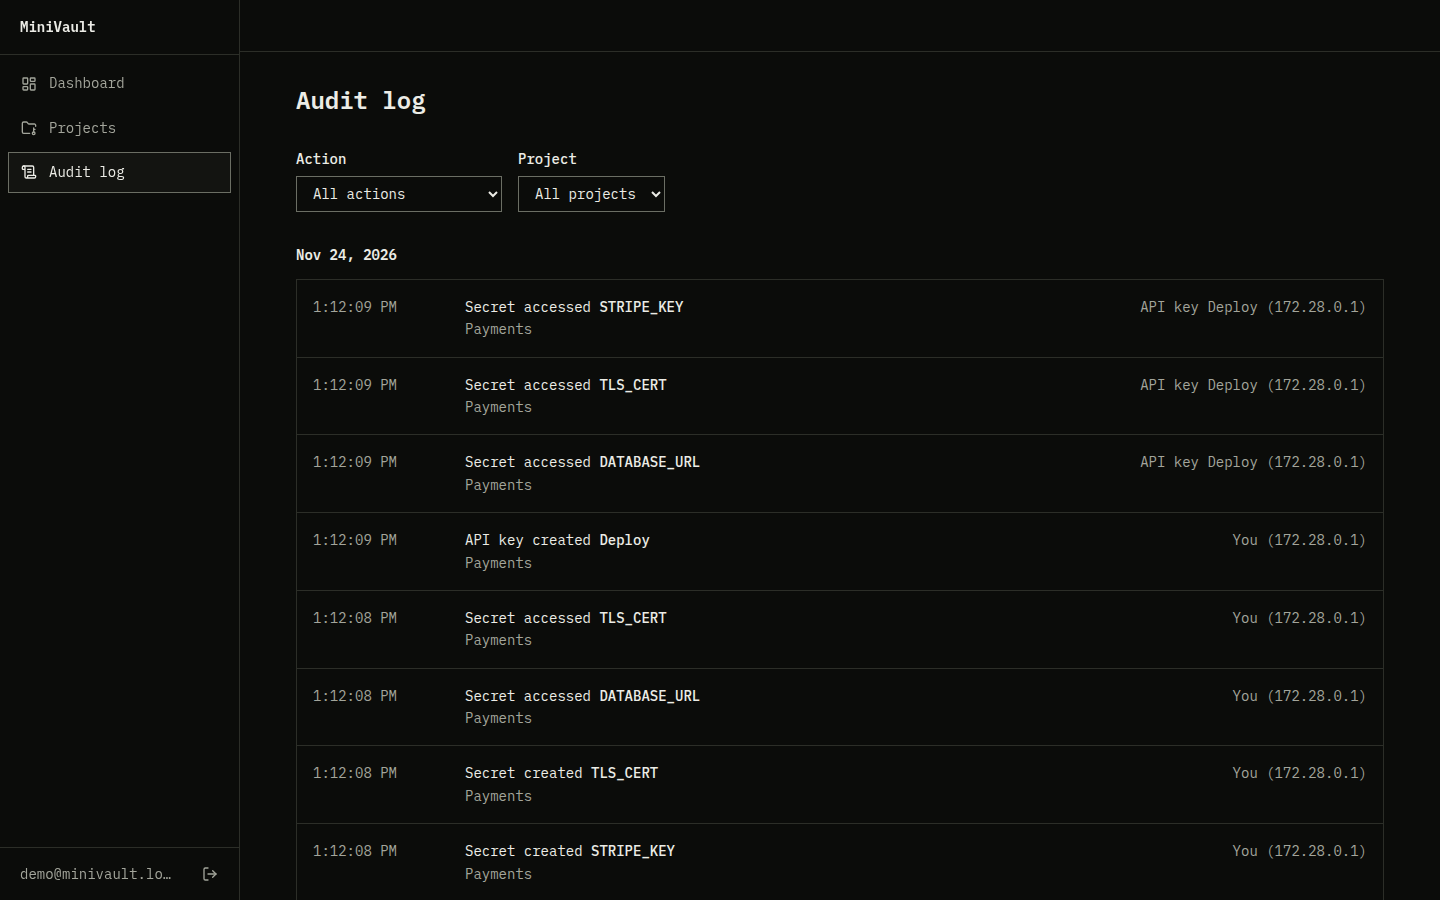 MiniVault
Dashboard
Projects
Audit log
demo@minivault.lo…
Audit log
Action
Project
All actions
All projects
Nov 24, 2026
1:12:09 PM
Secret accessed STRIPE_KEY
Payments
API key Deploy (172.28.0.1)
1:12:09 PM
Secret accessed TLS_CERT
Payments
API key Deploy (172.28.0.1)
1:12:09 PM
Secret accessed DATABASE_URL
Payments
API key Deploy (172.28.0.1)
1:12:09 PM
API key created Deploy
Payments
You (172.28.0.1)
1:12:08 PM
Secret accessed TLS_CERT
Payments
You (172.28.0.1)
1:12:08 PM
Secret accessed DATABASE_URL
Payments
You (172.28.0.1)
1:12:08 PM
Secret created TLS_CERT
Payments
You (172.28.0.1)
1:12:08 PM
Secret created STRIPE_KEY
Payments
You (172.28.0.1)